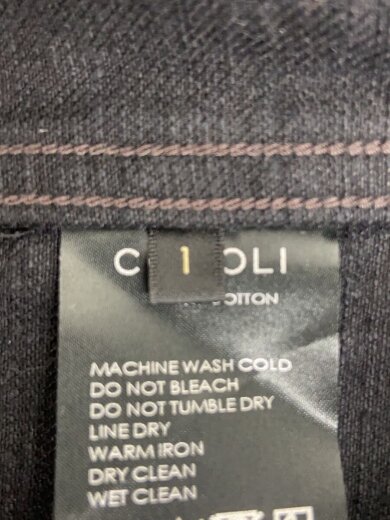 C 1 OLI
COTTON
MACHINE WASH COLD
DO NOT BLEACH
DO NOT TUMBLE DRY
LINE DRY
WARM IRON
DRY CLEAN
WET CLEAN